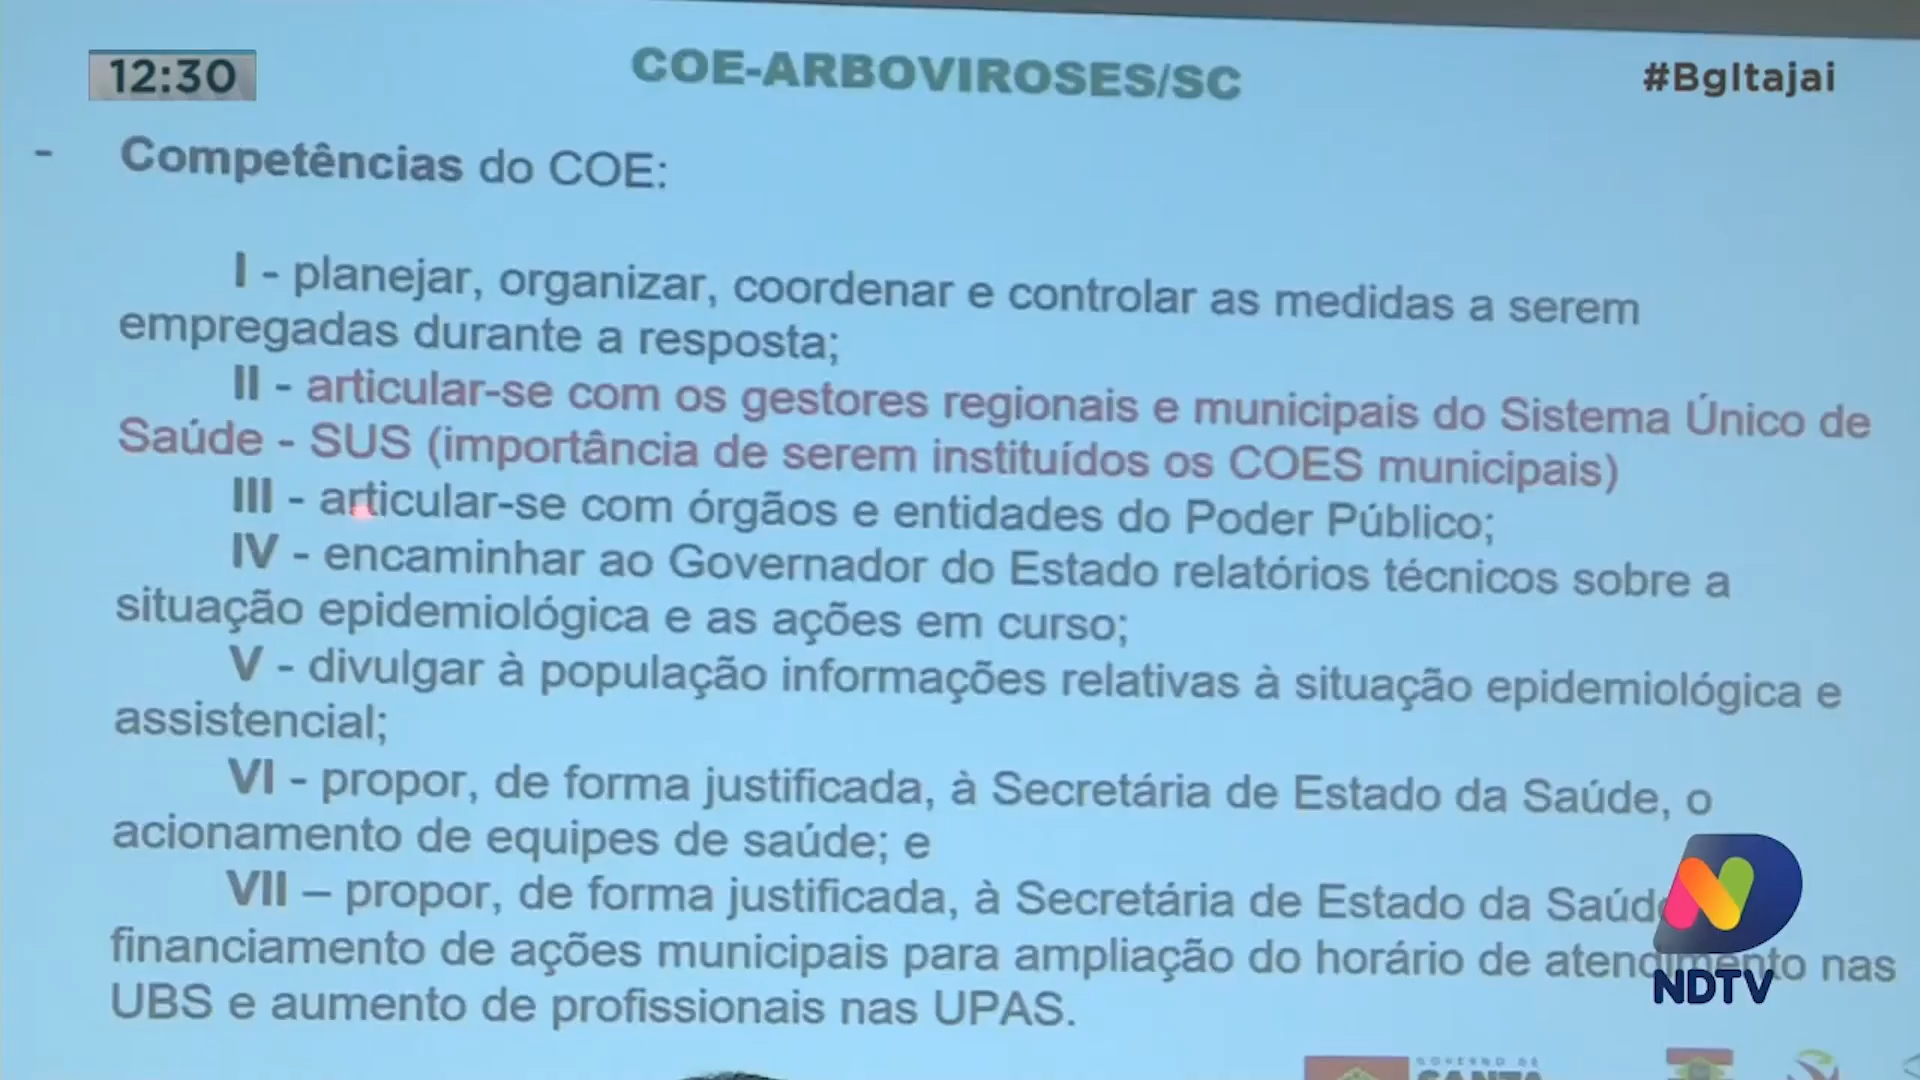 12:30
COE-ARBOVIROSES/SC
#BgItajai
- Competências do COE:
I - planejar, organizar, coordenar e controlar as medidas a serem
empregadas durante a resposta;
II - articular-se com os gestores regionais e municipais do Sistema Único de
Saúde - SUS (importância de serem instituídos os COES municipais)
III - articular-se com órgãos e entidades do Poder Público;
IV - encaminhar ao Governador do Estado relatórios técnicos sobre a
situação epidemiológica e as ações em curso;
V - divulgar à população informações relativas à situação epidemiológica e
assistencial;
VI - propor, de forma justificada, à Secretária de Estado da Saúde, o
acionamento de equipes de saúde; e
VII – propor, de forma justificada, à Secretária de Estado da
financiamento de ações municipais para ampliação do horário de atendimento nas
UBS e aumento de profissionais nas UPAS.
NDTV
GOVERNO DE
SANTA